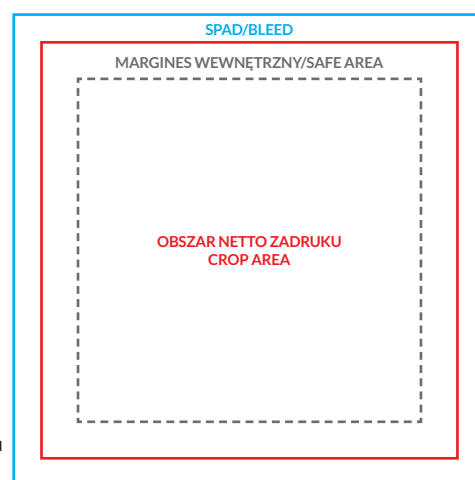 SPAD/BLEED
MARGINES WEWNĘTRZNY/SAFE AREA
OBSZAR NETTO ZADRUKU
CROP AREA